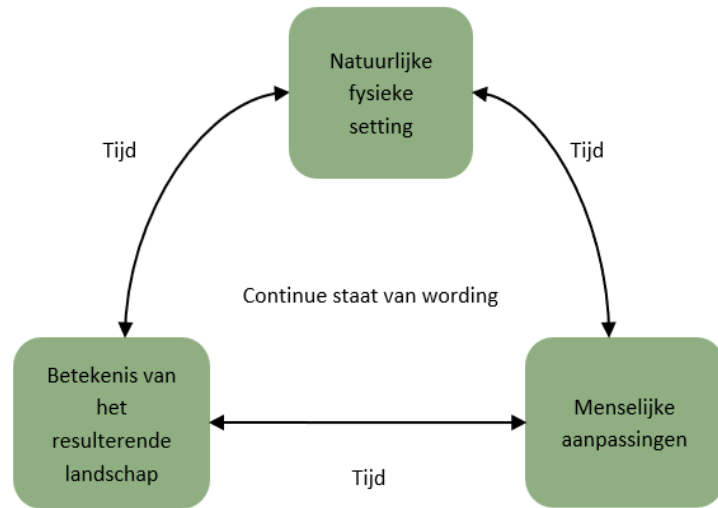 Natuurlijke
fysieke
setting
Tijd
Tijd
Continue staat van wording
Betekenis van
het
resulterende
landschap
Menselijke
aanpassingen
Tijd